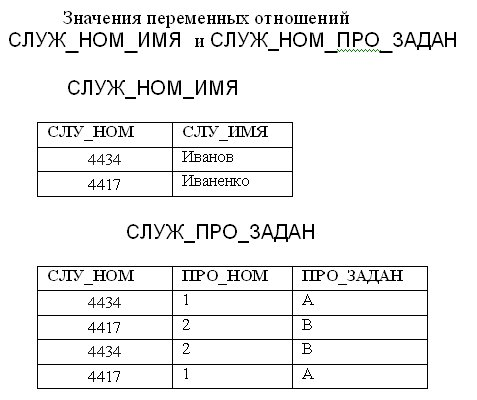 Значения переменных отношений
СЛУЖ_НОМ_ИМЯ и СЛУЖ_НОМ_ПРО_ЗАДАН
СЛУЖ_НОМ_ИМЯ
СЛУ_НОМ СЛУ_ИМЯ
4434 Иванов
4417 Иваненко
СЛУЖ_ПРО_ЗАДАН
СЛУ_НОМ ПРО_НОМ ПРО_ЗАДАН
4434 1 A
4417 2 B
4434 2 B
4417 1 A